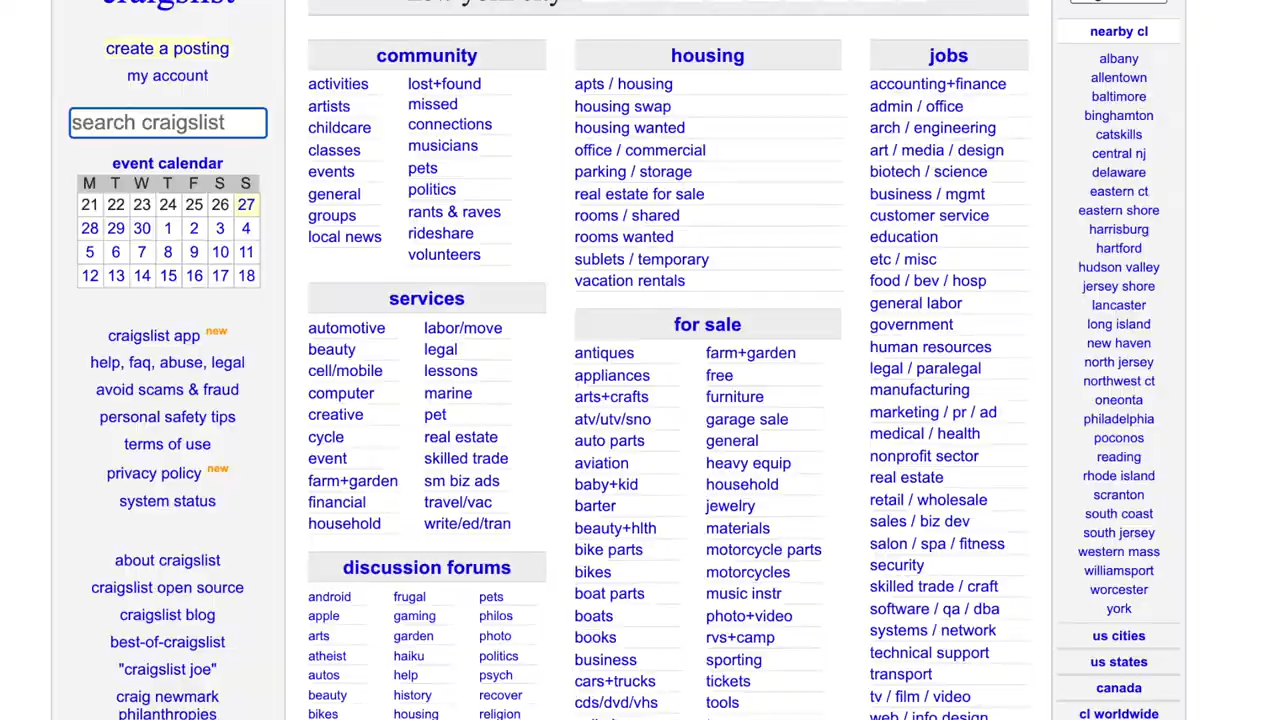 craigslist
create a posting
my account
search craigslist
event calendar
M T W T F S S
21 22 23 24 25 26 27
28 29 30 1 2 3 4
5 6 7 8 9 10 11
12 13 14 15 16 17 18
craigslist app new
help, faq, abuse, legal
avoid scams & fraud
personal safety tips
terms of use
privacy policy new
system status
about craigslist
craigslist open source
craigslist blog
best-of-craigslist
"craigslist joe"
craig newmark
philanthropies
new york city
community
activities
artists
childcare
classes
events
general
groups
local news
lost+found
missed
connections
musicians
pets
politics
rants & raves
rideshare
volunteers
services
automotive
beauty
cell/mobile
computer
creative
cycle
event
farm+garden
financial
household
labor/move
legal
lessons
marine
pet
real estate
skilled trade
sm biz ads
travel/vac
write/ed/tran
discussion forums
android
apple
arts
atheist
autos
beauty
bikes
frugal
gaming
garden
haiku
help
history
housing
pets
philos
photo
politics
psych
recover
religion
housing
apts / housing
housing swap
housing wanted
office / commercial
parking / storage
real estate for sale
rooms / shared
rooms wanted
sublets / temporary
vacation rentals
for sale
antiques
appliances
arts+crafts
atv/utv/sno
auto parts
aviation
baby+kid
barter
beauty+hlth
bike parts
bikes
boat parts
boats
books
business
cars+trucks
cds/dvd/vhs
farm+garden
free
furniture
garage sale
general
heavy equip
household
jewelry
materials
motorcycle parts
motorcycles
music instr
photo+video
rvs+camp
sporting
tickets
tools
jobs
accounting+finance
admin / office
arch / engineering
art / media / design
biotech / science
business / mgmt
customer service
education
etc / misc
food / bev / hosp
general labor
government
human resources
legal / paralegal
manufacturing
marketing / pr / ad
medical / health
nonprofit sector
real estate
retail / wholesale
sales / biz dev
salon / spa / fitness
security
skilled trade / craft
software / qa / dba
systems / network
technical support
transport
tv / film / video
web / info design
nearby cl
albany
allentown
baltimore
binghamton
catskills
central nj
delaware
eastern ct
eastern shore
harrisburg
hartford
hudson valley
jersey shore
lancaster
long island
new haven
north jersey
northwest ct
oneonta
philadelphia
poconos
reading
rhode island
scranton
south coast
south jersey
western mass
williamsport
worcester
york
us cities
us states
canada
cl worldwide